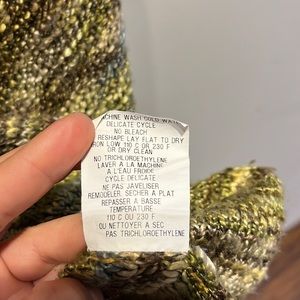 MACHINE WASH COLD WATER
DELICATE CYCLE
NO BLEACH
RESHAPE LAY FLAT TO DRY
IRON LOW 110 C OR 230 F
OR DRY CLEAN
NO TRICHLOROETHYLENE
LAVER A LA MACHINE
A L'EAU FROIDE
CYCLE DELICATE
NE PAS JAVELISER
REMODELER, SECHER A PLAT
REPASSER A BASSE
TEMPERATURE
110 C OU 230 F
OU NETTOYER A SEC
PAS TRICHLOROETHYLENE